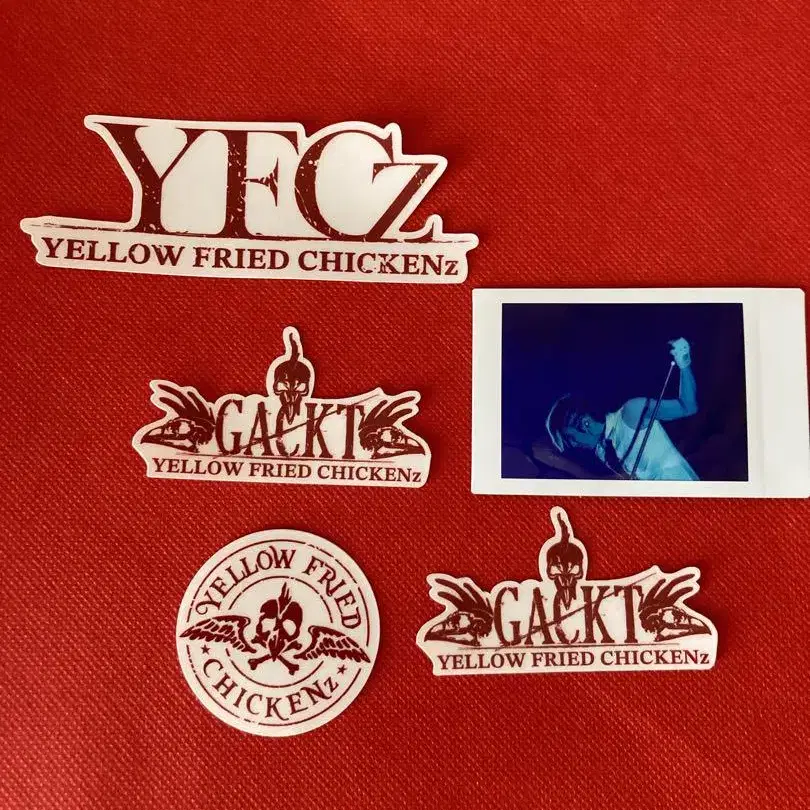 YFCz
YELLOW FRIED CHICKENz
GACKT
YELLOW FRIED CHICKENz
YELLOW FRIED
CHICKENz
GACKT
YELLOW FRIED CHICKENz